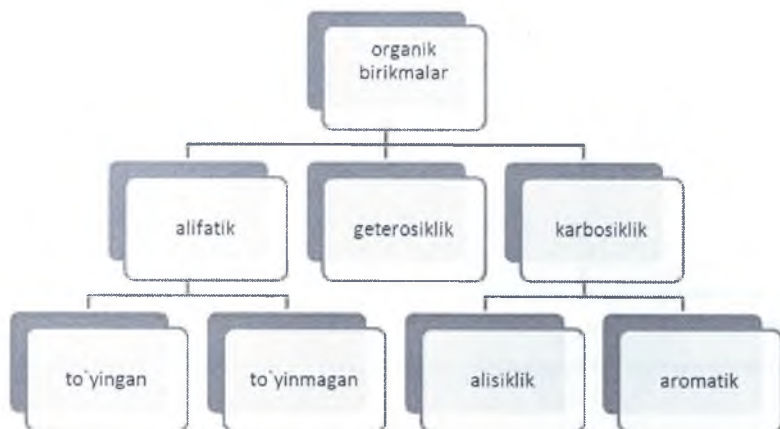 organik
birikmalar
alifatik
geterosiklik
karbosiklik
to`yingan
to`yinmagan
alisiklik
aromatik